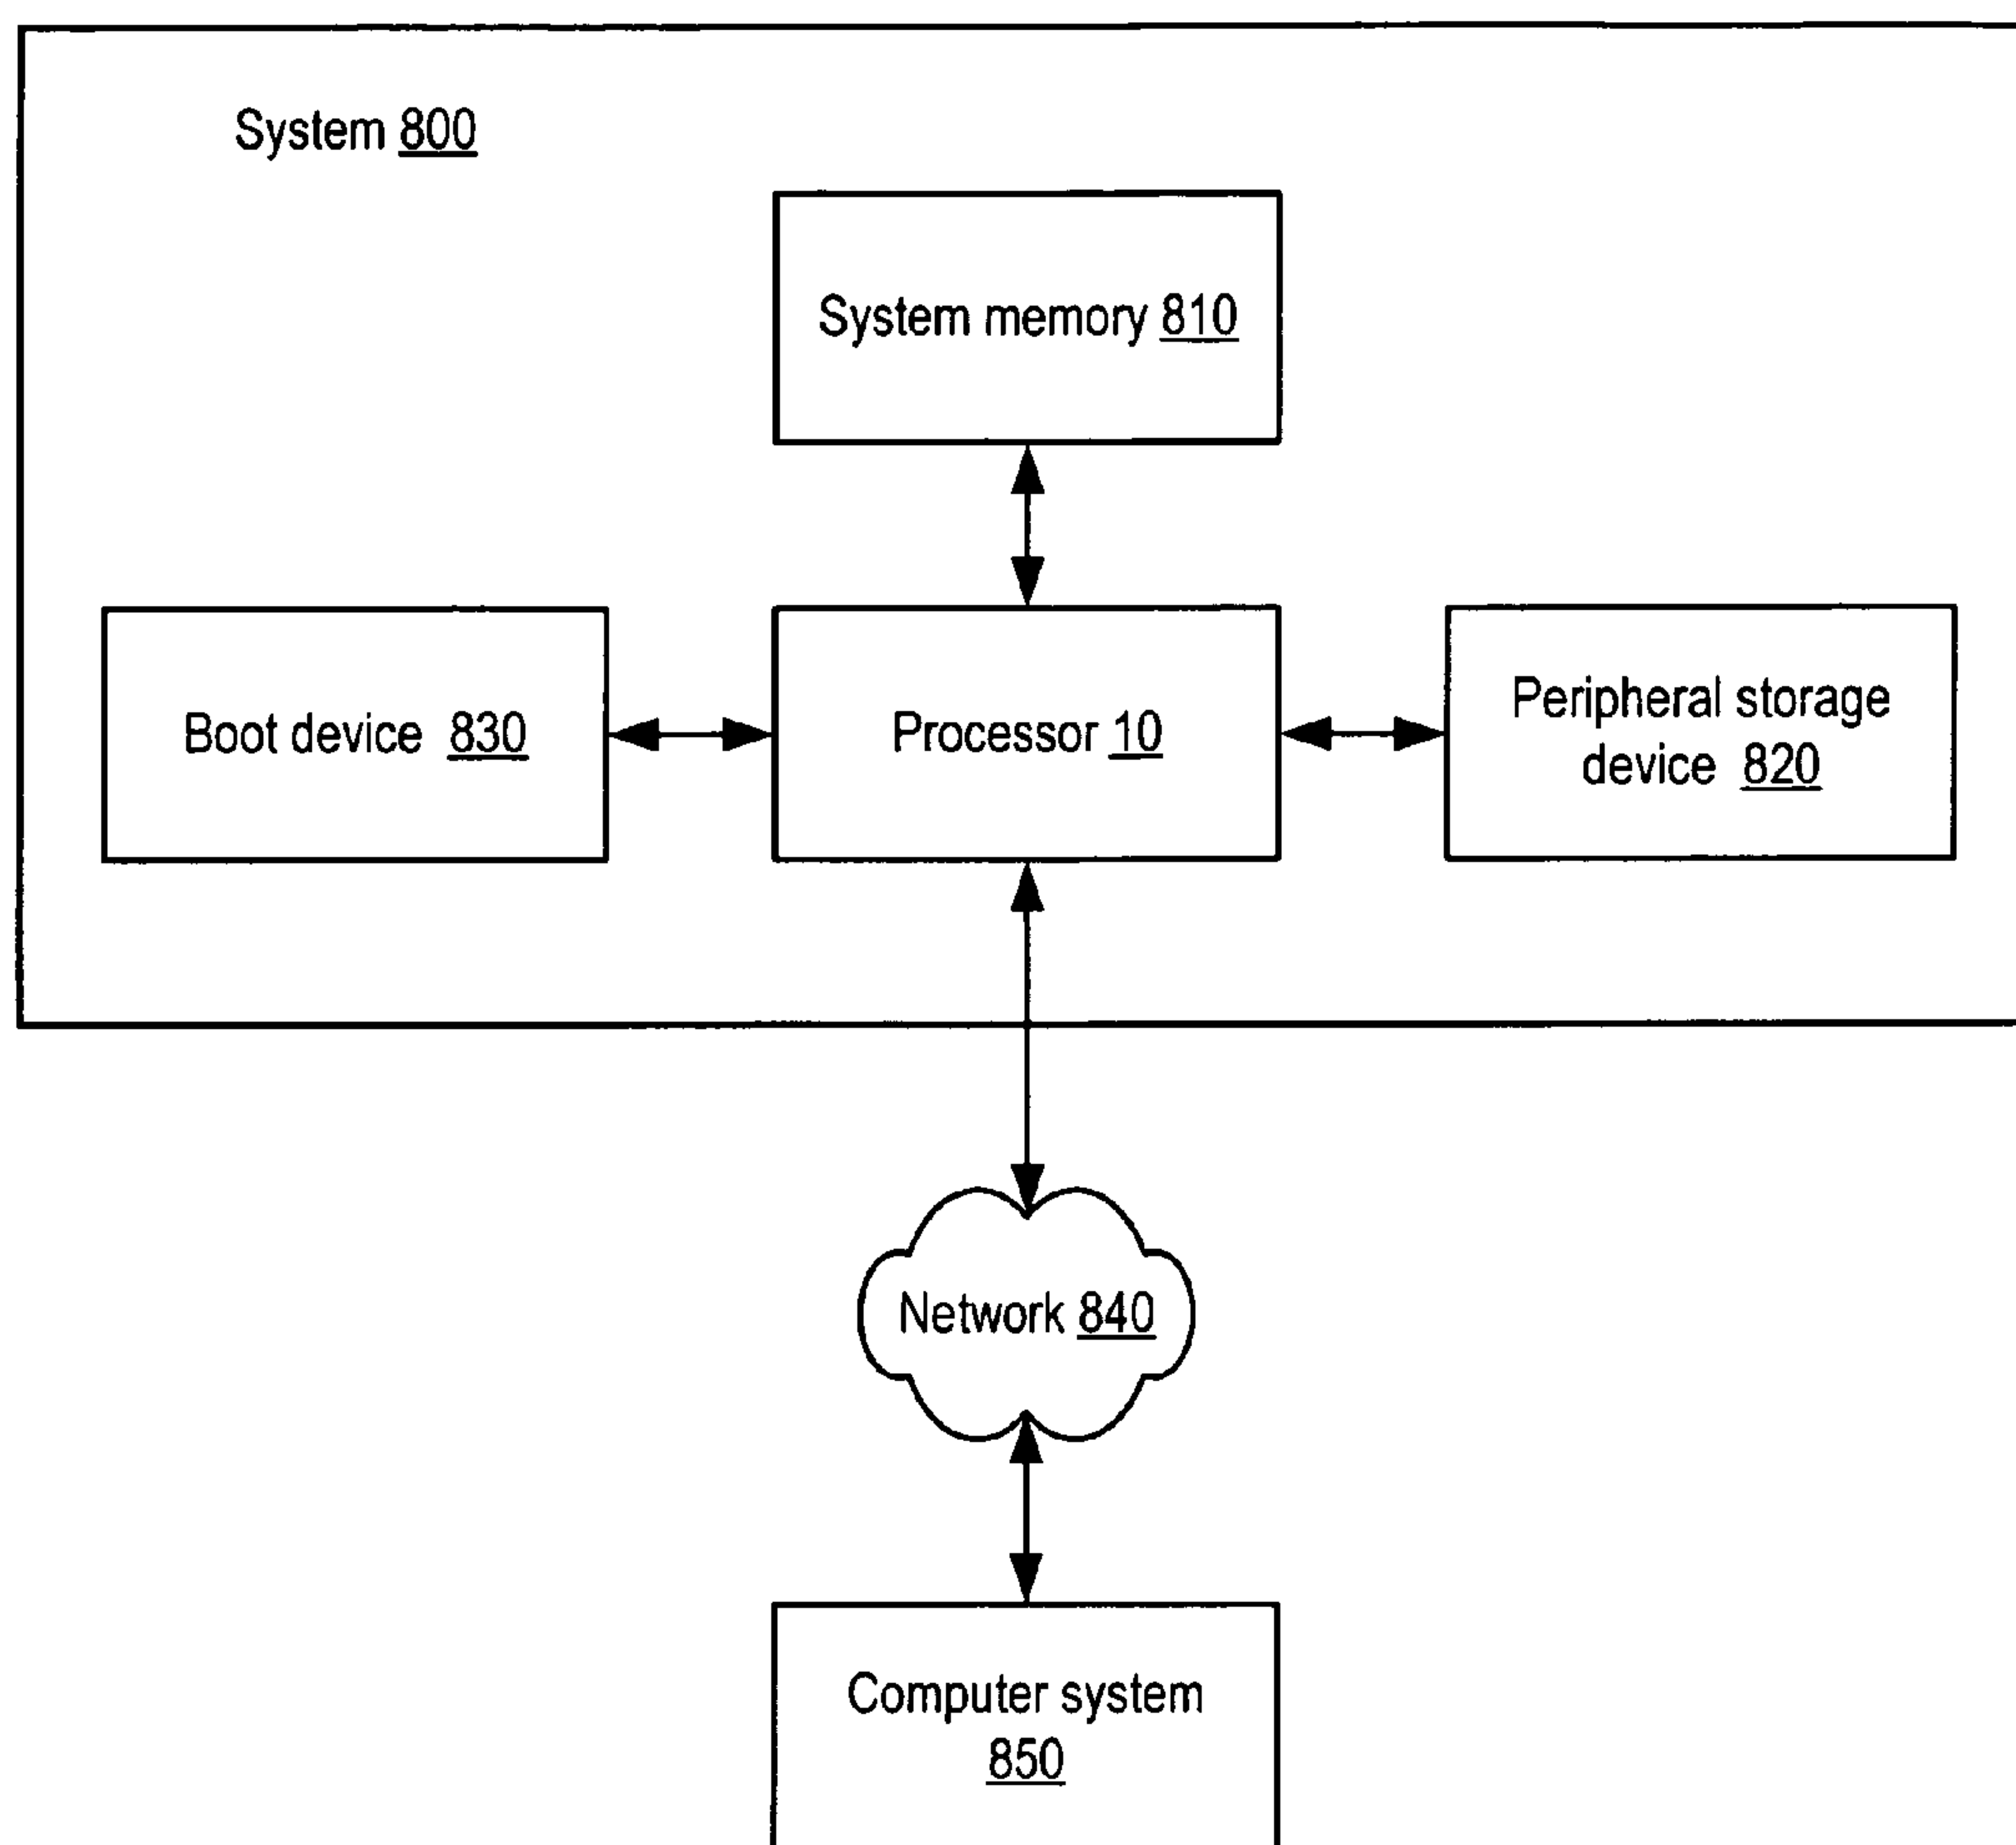 System 800
System memory 810
Boot device 830
Processor 10
Peripheral storage
device 820
Network 840
Computer system
850